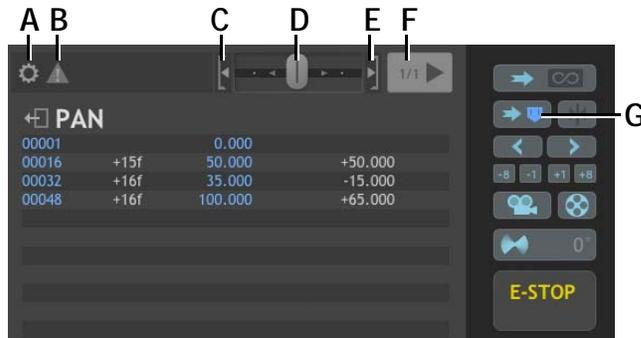 A B C D E F
1/1
PAN
00001 0.000
00016 +15f 50.000 +50.000
00032 +16f 35.000 -15.000
00048 +16f 100.000 +65.000
G
-8 -1 +1 +8
0°
E-STOP